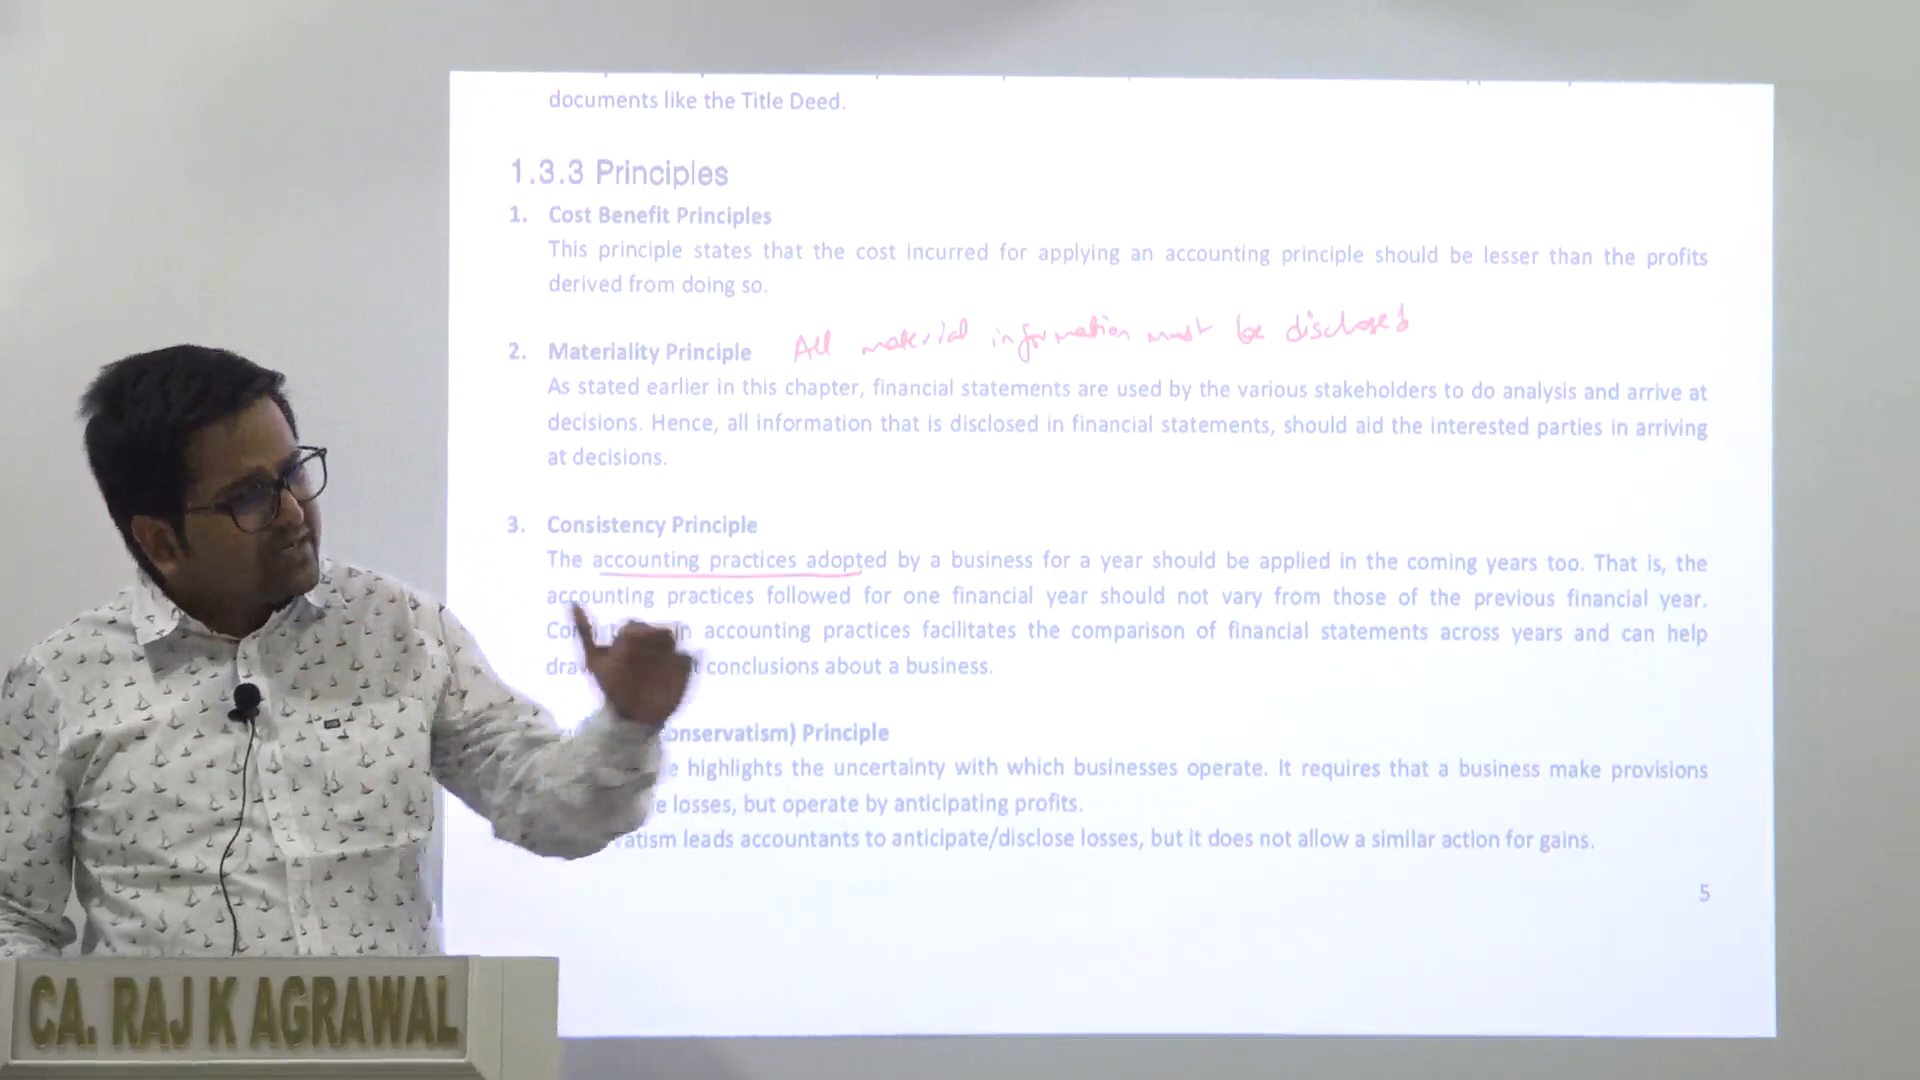 documents like the Title Deed.
1.3.3 Principles
1. Cost Benefit Principles
This principle states that the cost incurred for applying an accounting principle should be lesser than the profits
derived from doing so.
All material information must be disclosed
2. Materiality Principle
As stated earlier in this chapter, financial statements are used by the various stakeholders to do analysis and arrive at
decisions. Hence, all information that is disclosed in financial statements, should aid the interested parties in arriving
at decisions.
3. Consistency Principle
The accounting practices adopted by a business for a year should be applied in the coming years too. That is, the
accounting practices followed for one financial year should not vary from those of the previous financial year.
in accounting practices facilitates the comparison of financial statements across years and can help
conclusions about a business.
onservatism) Principle
e highlights the uncertainty with which businesses operate. It requires that a business make provisions
e losses, but operate by anticipating profits.
ratism leads accountants to anticipate/disclose losses, but it does not allow a similar action for gains.
5
CA. RAJ K AGRAWAL